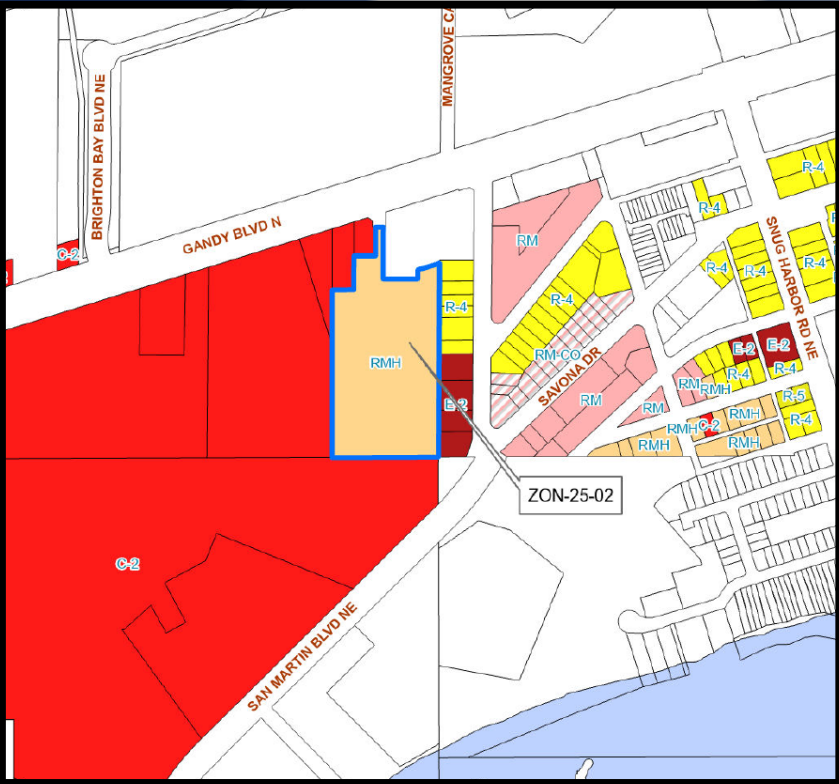 MANGROVE CA
BRIGHTON BAY BLVD NE
R-4
R-4
GANDY BLVD N
C-2
RM
SNUG HARBOR RD NE
R-4
R-4
R-4
R-4
R-4
RMH
RM-CO
SAVONA DR
E-2
E-2
R-4
R-4
RM
RMH
E-2
RM
RM
R-5
RMH
RMH
C-2
R-4
RMH
RMH
ZON-25-02
C-2
SAN MARTIN BLVD NE